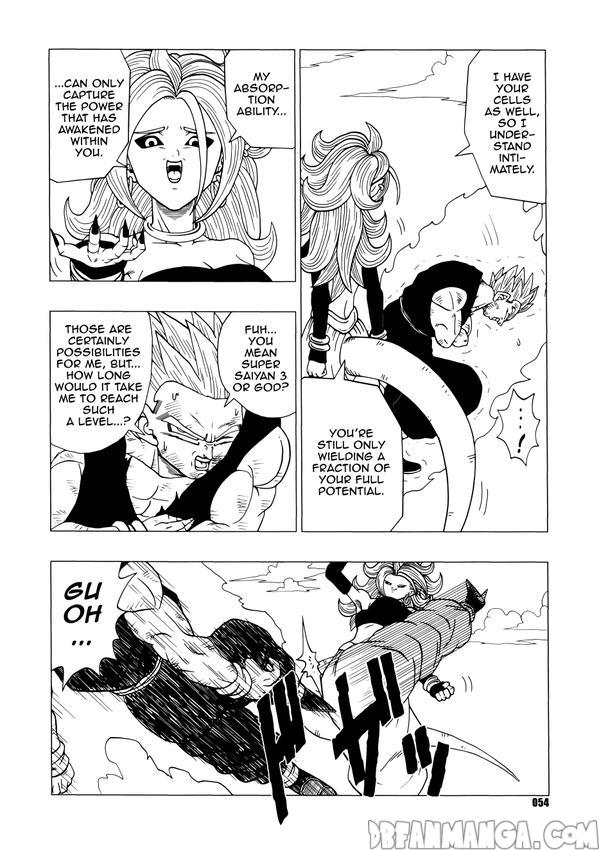 I HAVE
YOUR
CELLS
AS WELL,
SO I
UNDER-
STAND
INTI-
MATELY.
...!
YOU'RE
STILL ONLY
WIELDING
A FRACTION
OF YOUR FULL
POTENTIAL.
MY
ABSORP-
TION
ABILITY...
...CAN ONLY
CAPTURE
THE POWER
THAT HAS
AWAKENED
WITHIN
YOU.
FUH...
...YOU
MEAN
SUPER
SAIYAN 3
OR GOD?
THOSE ARE
CERTAINLY
POSSIBILITIES
FOR ME, BUT...
HOW LONG
WOULD IT TAKE
ME TO REACH
SUCH
A LEVEL...?
GU
OH
...
054
DBFANMANGA.COM